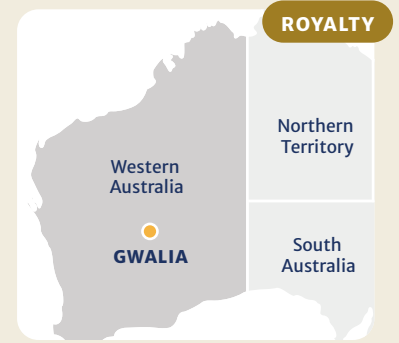 ROYALTY
Northern
Territory
Western
Australia
GWALIA
South
Australia